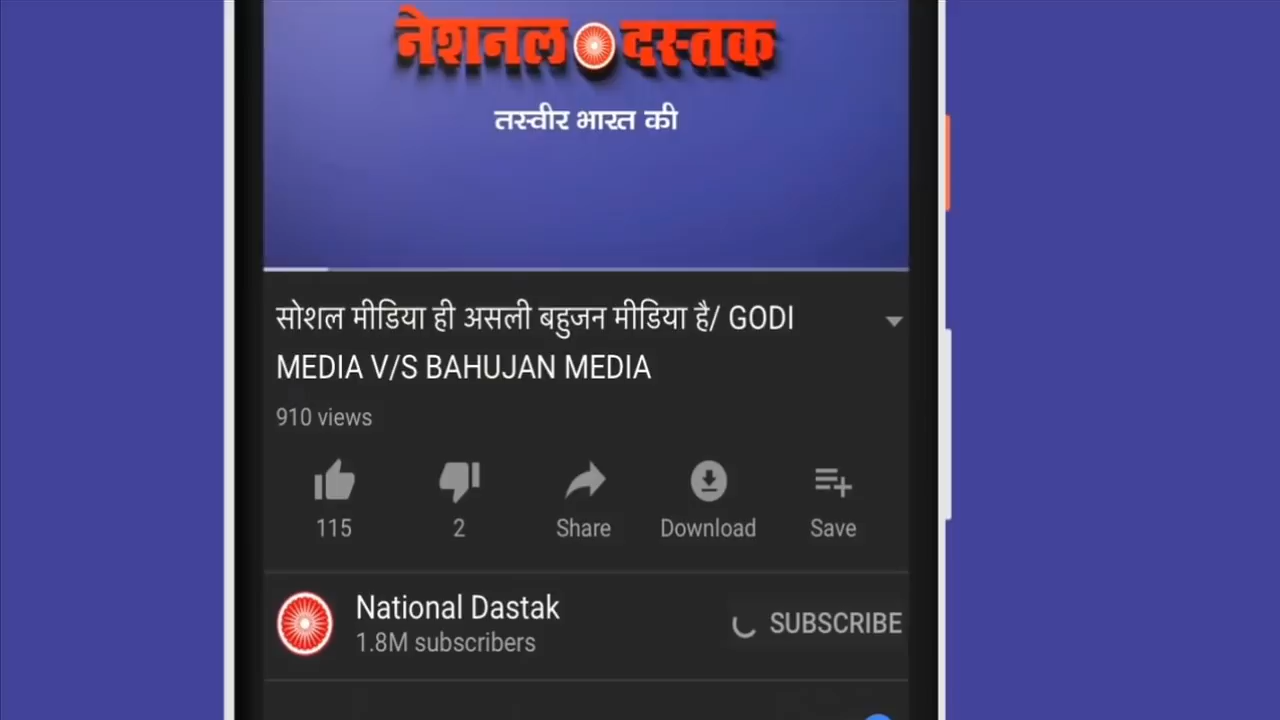 नेशनल दस्तक
तस्वीर भारत की
सोशल मीडिया ही असली बहुजन मीडिया है/ GODI
MEDIA V/S BAHUJAN MEDIA
910 views
115 2 Share Download Save
National Dastak
1.8M subscribers
SUBSCRIBE